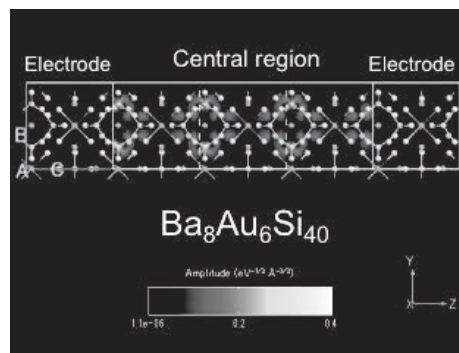 Central region
Electrode
Electrode
B
A
C
Ba8Au6Si40
Amplitude (eV-1/2 Å-3/2)
1.1e-06
0.2
0.4
Y
X
Z